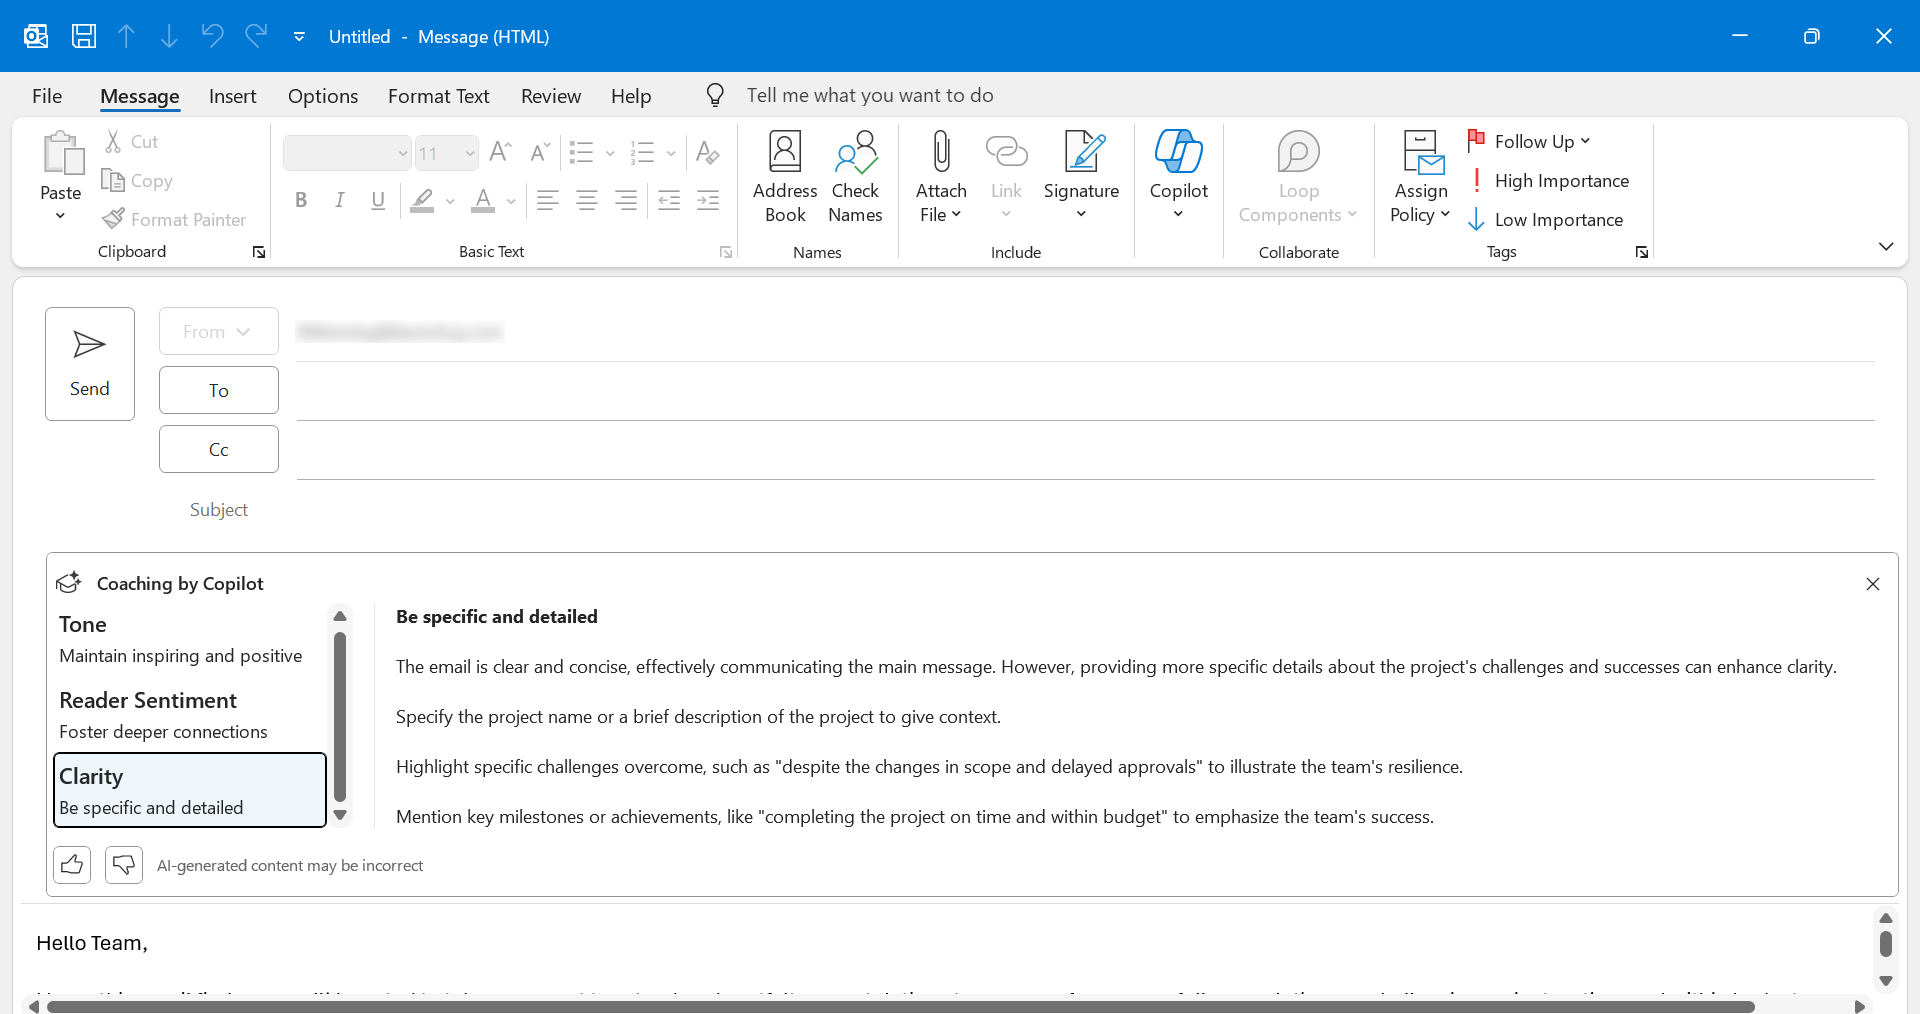 Untitled - Message (HTML)
File Message Insert Options Format Text Review Help Tell me what you want to do
Paste
Cut
Copy
Format Painter
Clipboard
11
B I U
Basic Text
Address Book
Check Names
Names
Attach File
Link
Signature
Include
Copilot
Loop Components
Collaborate
Assign Policy
Follow Up
High Importance
Low Importance
Tags
Send
From
To
Cc
Subject
Coaching by Copilot
Tone
Maintain inspiring and positive
Reader Sentiment
Foster deeper connections
Clarity
Be specific and detailed
Be specific and detailed
The email is clear and concise, effectively communicating the main message. However, providing more specific details about the project's challenges and successes can enhance clarity.
Specify the project name or a brief description of the project to give context.
Highlight specific challenges overcome, such as "despite the changes in scope and delayed approvals" to illustrate the team's resilience.
Mention key milestones or achievements, like "completing the project on time and within budget" to emphasize the team's success.
AI-generated content may be incorrect
Hello Team,